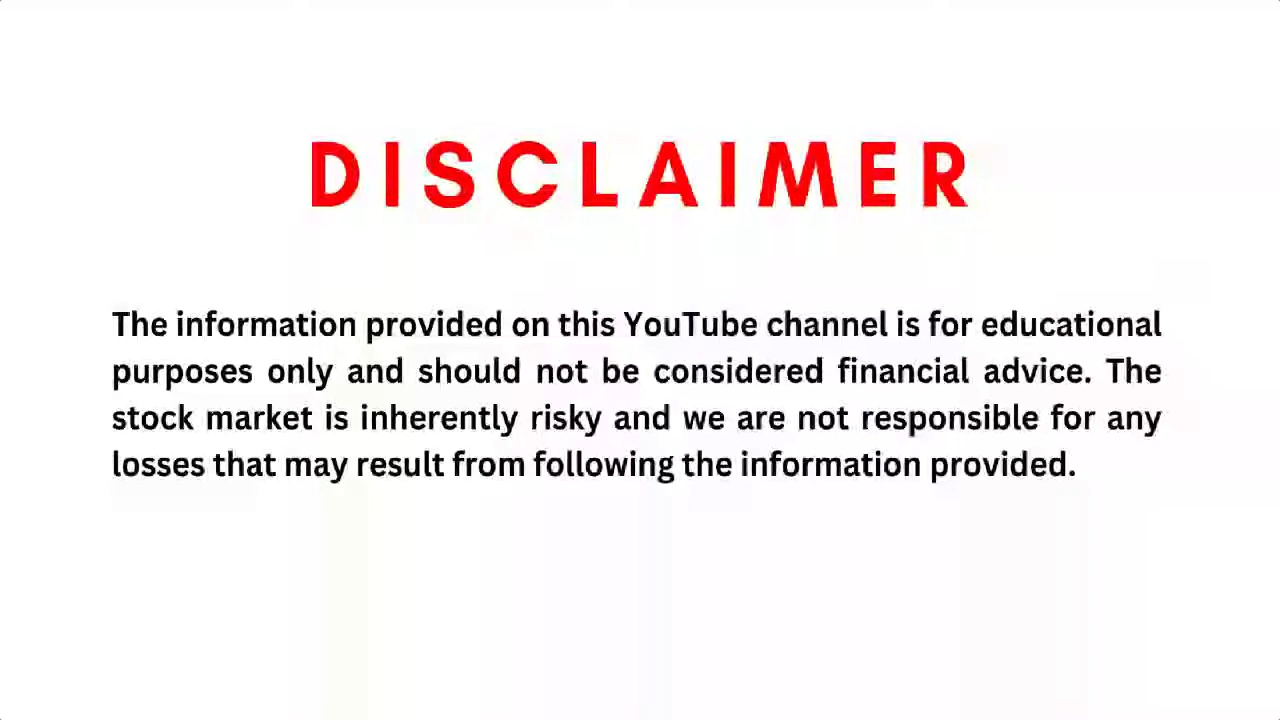 DISCLAIMER
The information provided on this YouTube channel is for educational
purposes only and should not be considered financial advice. The
stock market is inherently risky and we are not responsible for any
losses that may result from following the information provided.